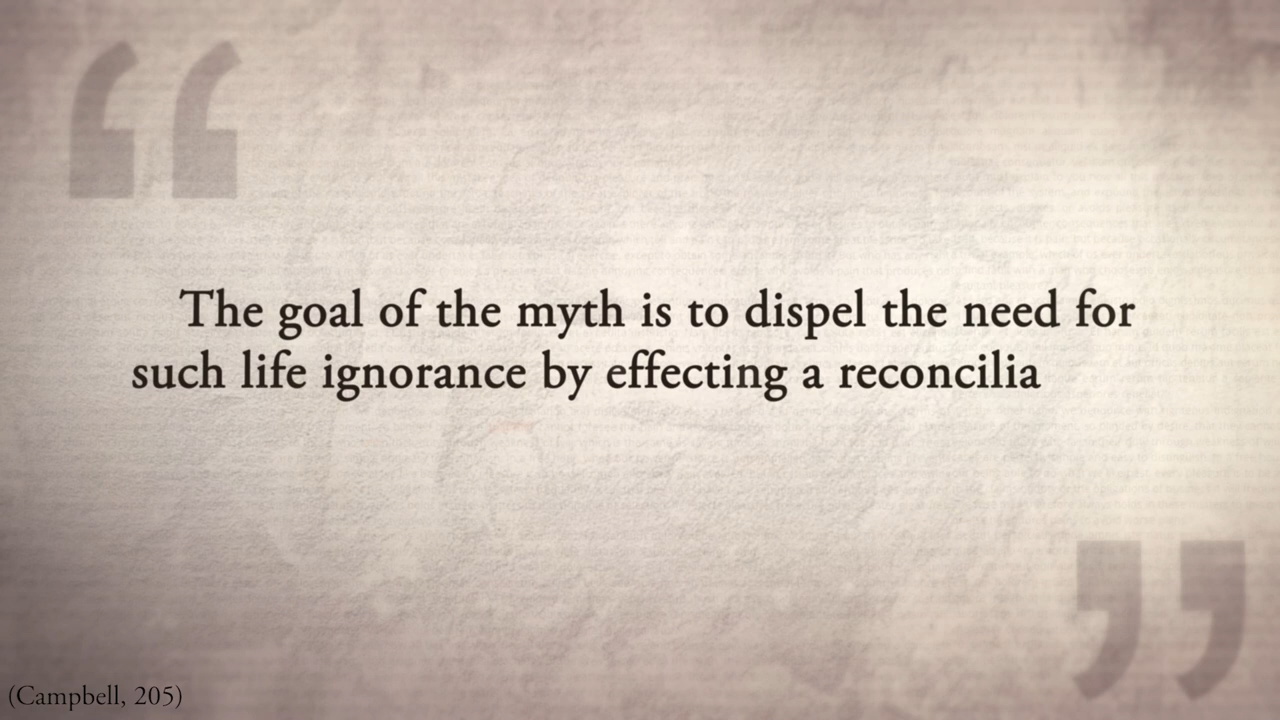 The goal of the myth is to dispel the need for
such life ignorance by effecting a reconcilia
(Campbell, 205)